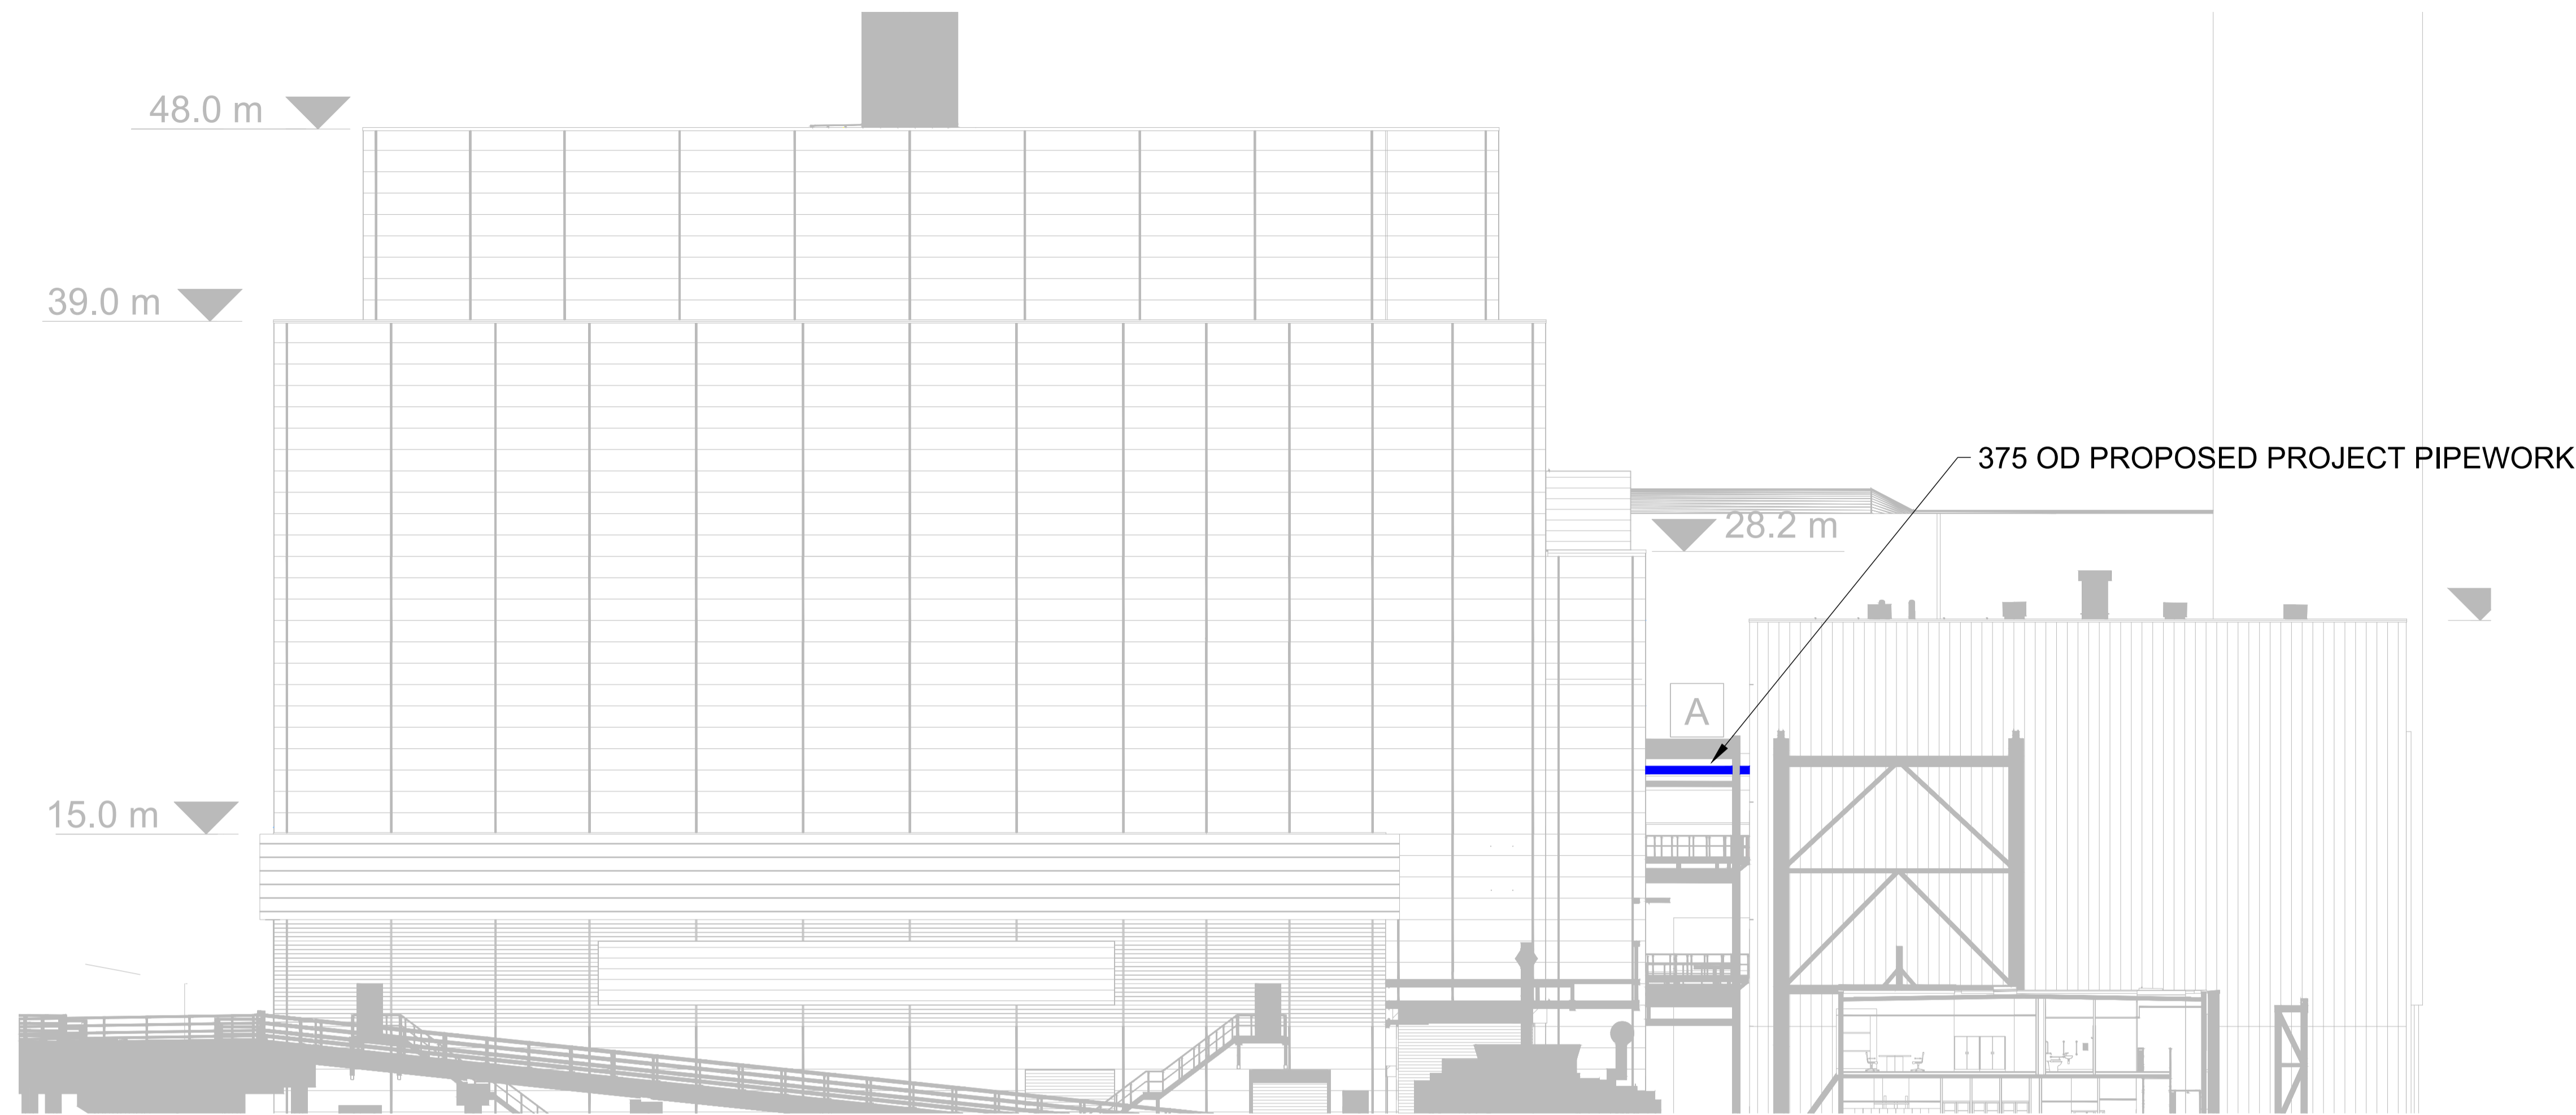 48.0 m
39.0 m
375 OD PROPOSED PROJECT PIPEWORK
28.2 m
A
15.0 m